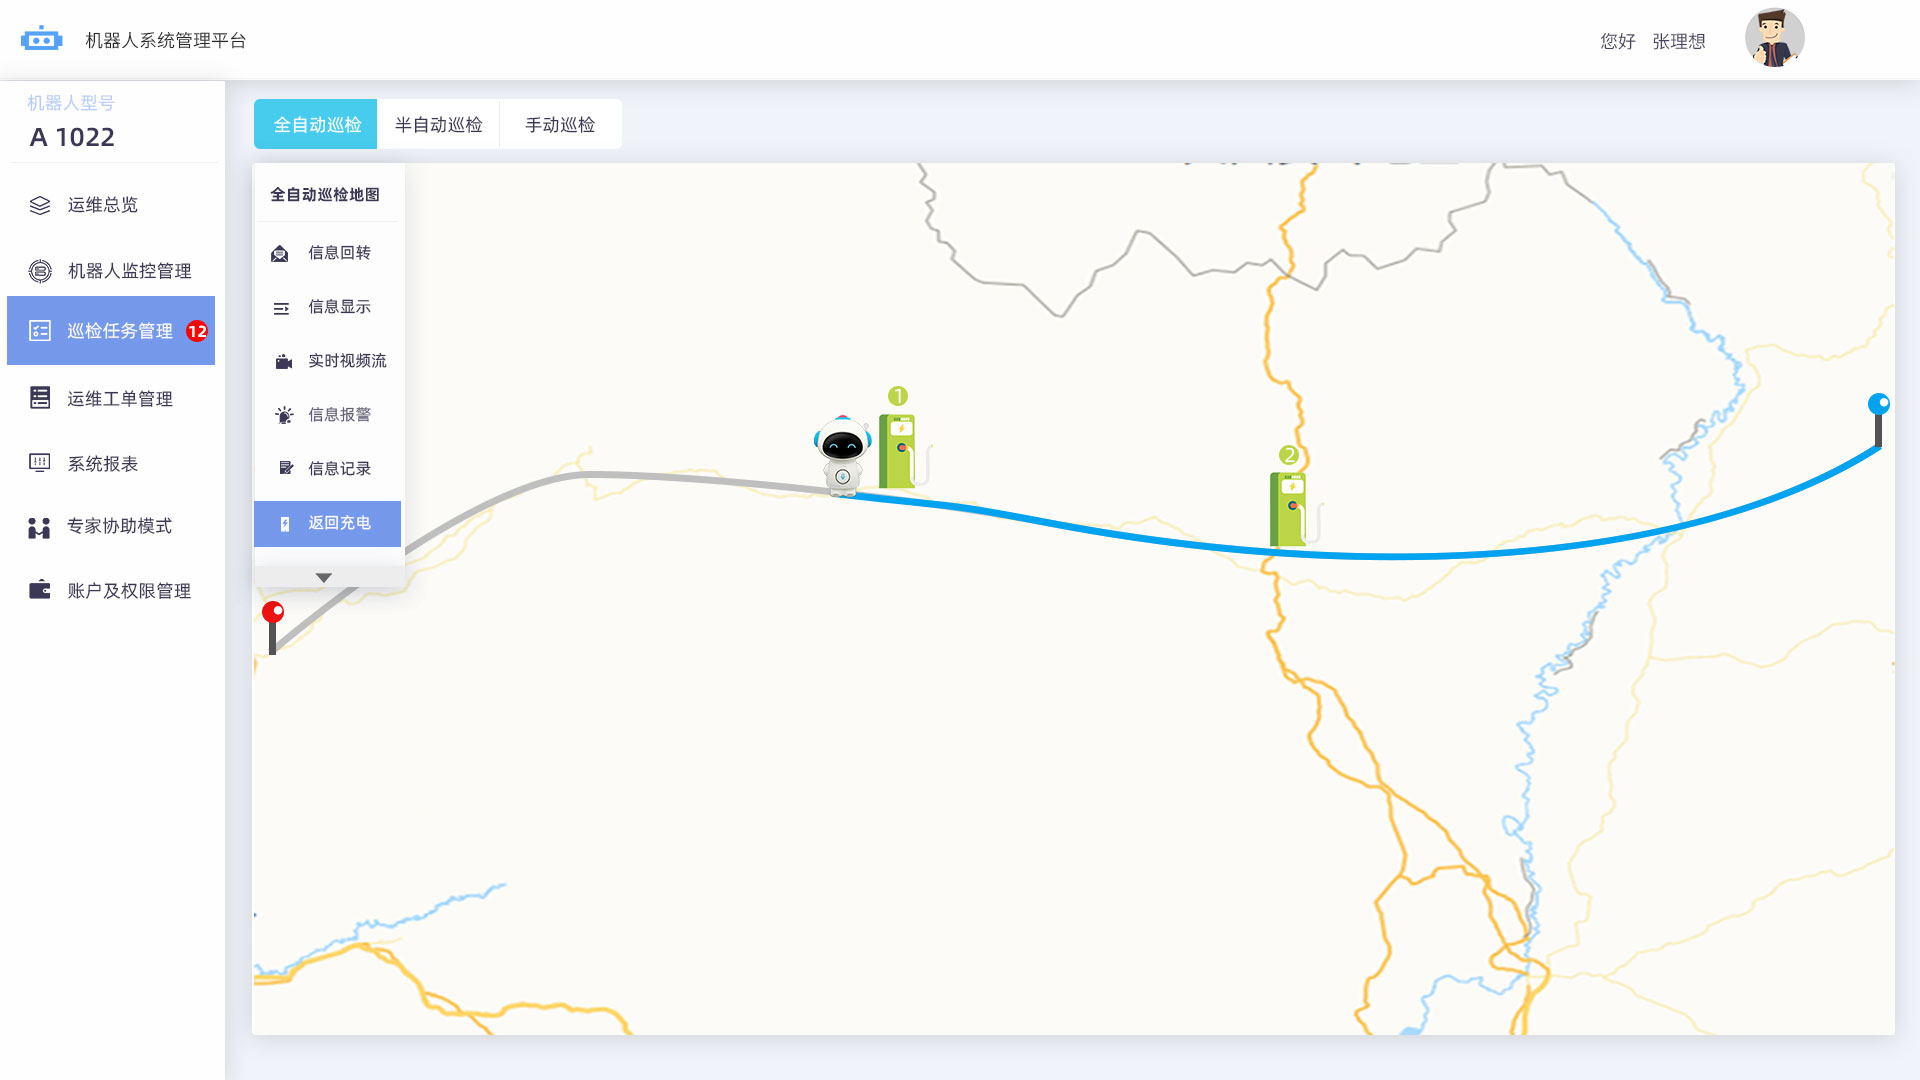 机器人系统管理平台
您好 张理想
机器人型号
A 1022
运维总览
机器人监控管理
巡检任务管理 12
运维工单管理
系统报表
专家协助模式
账户及权限管理
全自动巡检 半自动巡检 手动巡检
全自动巡检地图
信息回转
信息显示
实时视频流
信息报警
信息记录
返回充电
1
2